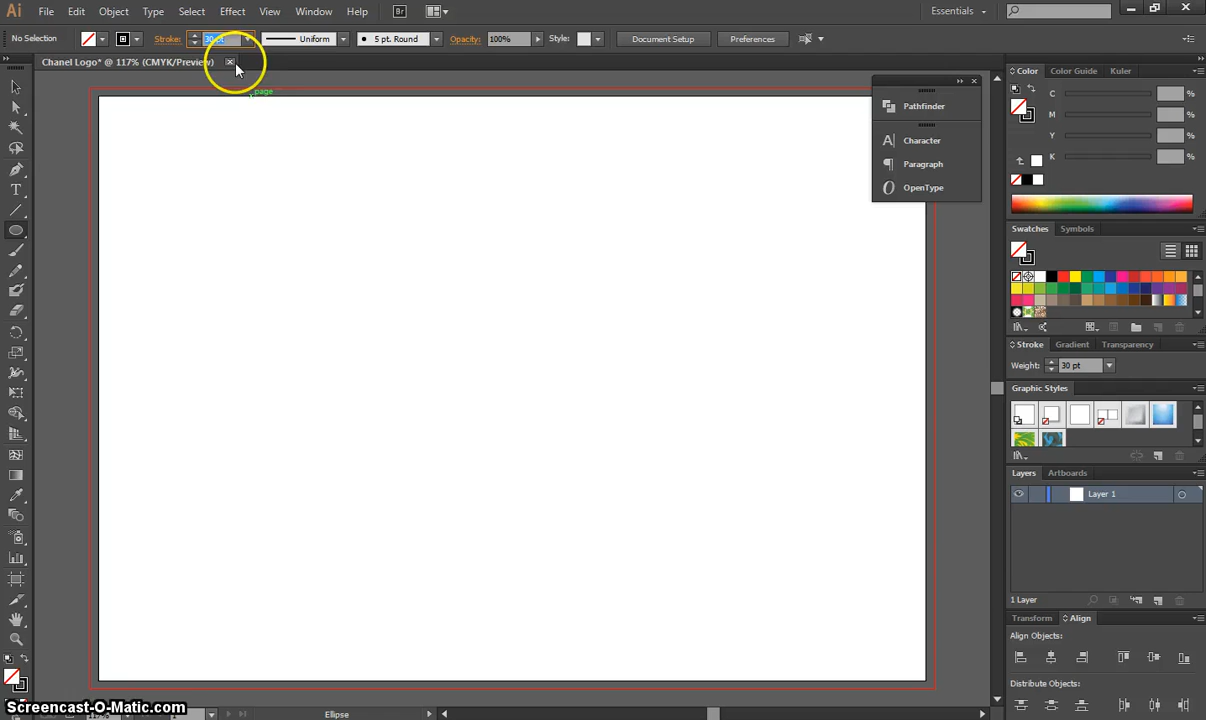 Ai File Edit Object Type Select Effect View Window Help Br Essentials
No Selection Stroke: 30 pt Uniform 5 pt. Round Opacity: 100% Style: Document Setup Preferences
Chanel Logo* @ 117% (CMYK/Preview)
page
Pathfinder
Character
Paragraph
OpenType
Color Color Guide Kuler
C %
M %
Y %
K %
Swatches Symbols
Stroke Gradient Transparency
Weight: 30 pt
Graphic Styles
Layers Artboards
Layer 1
1 Layer
Transform Align
Align Objects:
Distribute Objects:
Ellipse
Screencast-O-Matic.com